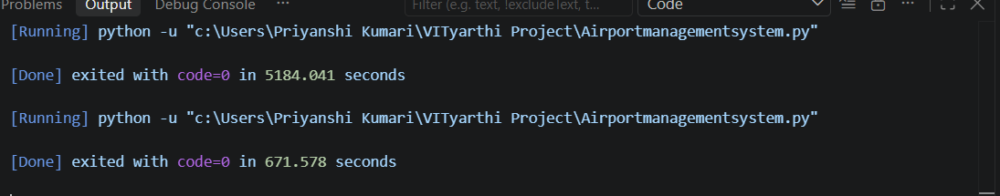 Problems Output Debug Console ··· Filter (e.g. text, !excludeText, t... Code ···
[Running] python -u "c:\Users\Priyanshi Kumari\VITyarthi Project\Airportmanagementsystem.py"
[Done] exited with code=0 in 5184.041 seconds
[Running] python -u "c:\Users\Priyanshi Kumari\VITyarthi Project\Airportmanagementsystem.py"
[Done] exited with code=0 in 671.578 seconds